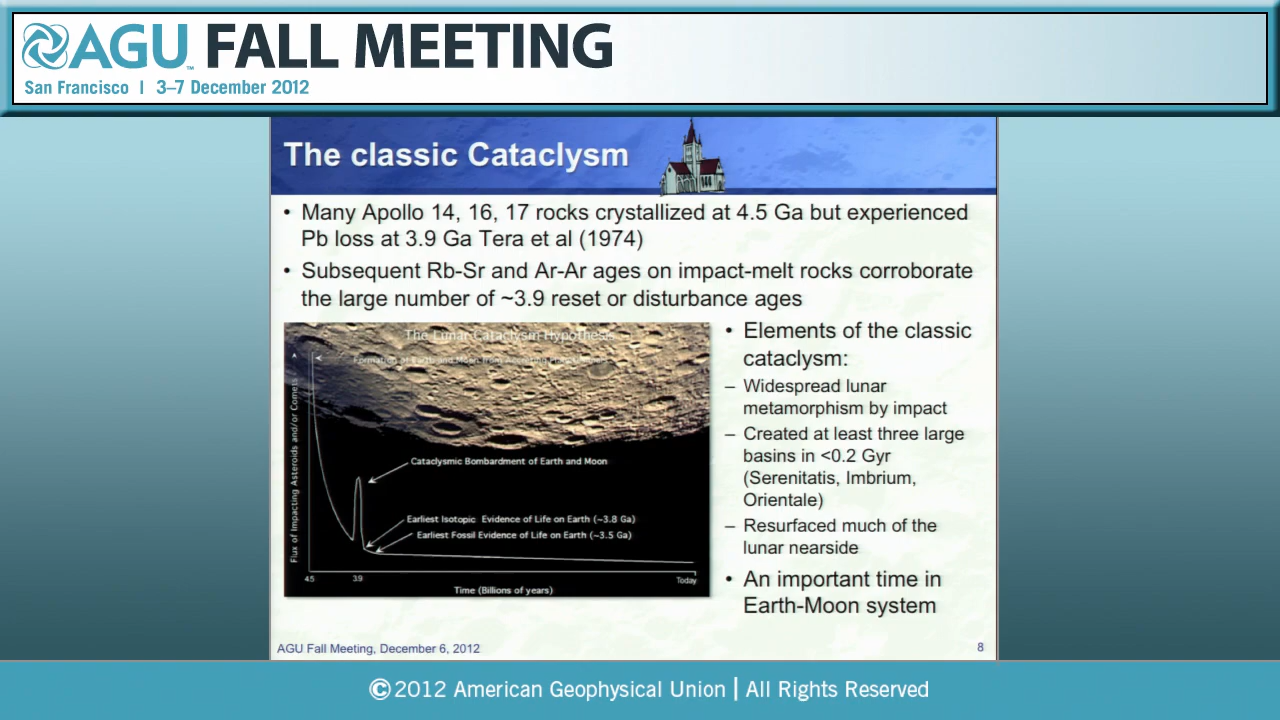 AGU FALL MEETING
San Francisco | 3–7 December 2012
The classic Cataclysm
• Many Apollo 14, 16, 17 rocks crystallized at 4.5 Ga but experienced
Pb loss at 3.9 Ga Tera et al (1974)
• Subsequent Rb-Sr and Ar-Ar ages on impact-melt rocks corroborate
the large number of ~3.9 reset or disturbance ages
The Lunar Cataclysm Hypothesis
Formation of Earth and Moon from Accreting
Flux of Impacting Asteroids and/or Comets
Cataclysmic Bombardment of Earth and Moon
Earliest Isotopic Evidence of Life on Earth (~3.8 Ga)
Earliest Fossil Evidence of Life on Earth (~3.5 Ga)
4.5
3.9
Today
Time (Billions of years)
• Elements of the classic
cataclysm:
– Widespread lunar
metamorphism by impact
– Created at least three large
basins in <0.2 Gyr
(Serenitatis, Imbrium,
Orientale)
– Resurfaced much of the
lunar nearside
• An important time in
Earth-Moon system
AGU Fall Meeting, December 6, 2012
8
©2012 American Geophysical Union | All Rights Reserved